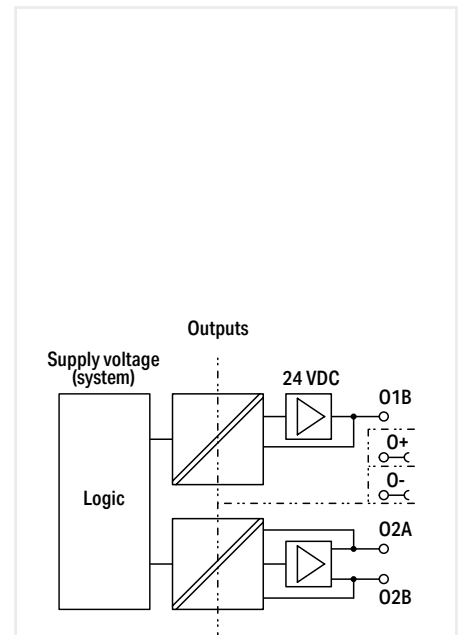 Outputs
Supply voltage
(system)
24 VDC
O1B
O+
O-
Logic
O2A
O2B